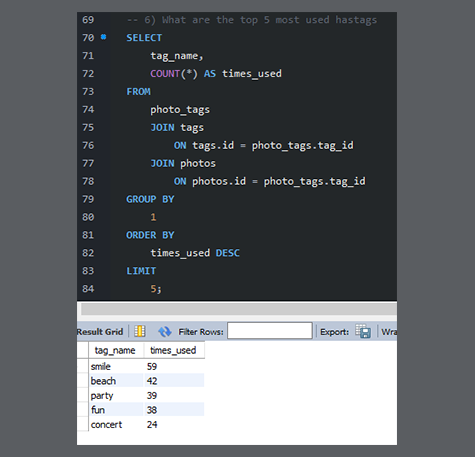 69 -- 6) What are the top 5 most used hastags
70 SELECT
71 tag_name,
72 COUNT(*) AS times_used
73 FROM
74 photo_tags
75 JOIN tags
76 ON tags.id = photo_tags.tag_id
77 JOIN photos
78 ON photos.id = photo_tags.tag_id
79 GROUP BY
80 1
81 ORDER BY
82 times_used DESC
83 LIMIT
84 5;
Result Grid Filter Rows: Export: Wra
tag_name times_used
smile 59
beach 42
party 39
fun 38
concert 24